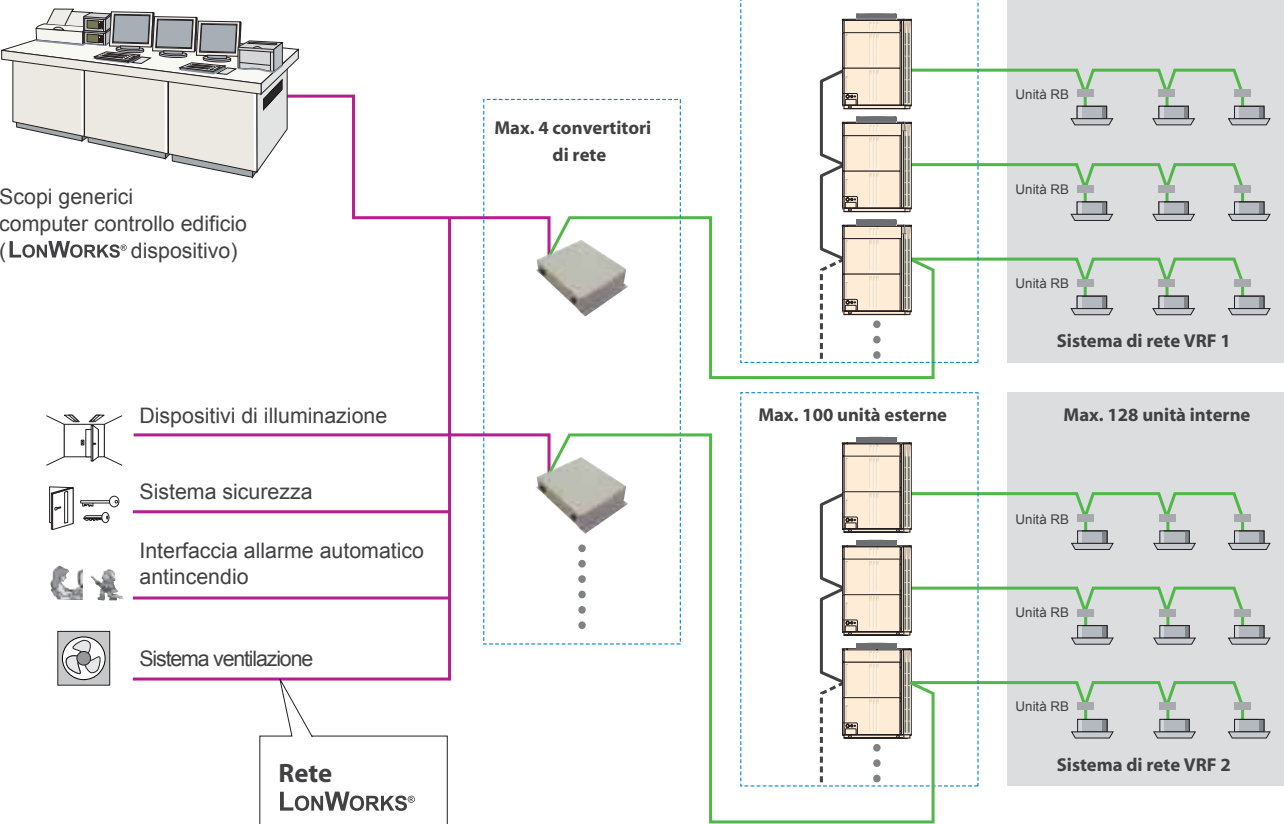 Scopi generici
computer controllo edificio
(LONWORKS® dispositivo)
Max. 4 convertitori
di rete
Unità RB
Unità RB
Unità RB
Sistema di rete VRF 1
Dispositivi di illuminazione
Sistema sicurezza
Interfaccia allarme automatico
antincendio
Sistema ventilazione
Rete
LONWORKS®
Max. 100 unità esterne
Max. 128 unità interne
Unità RB
Unità RB
Unità RB
Sistema di rete VRF 2